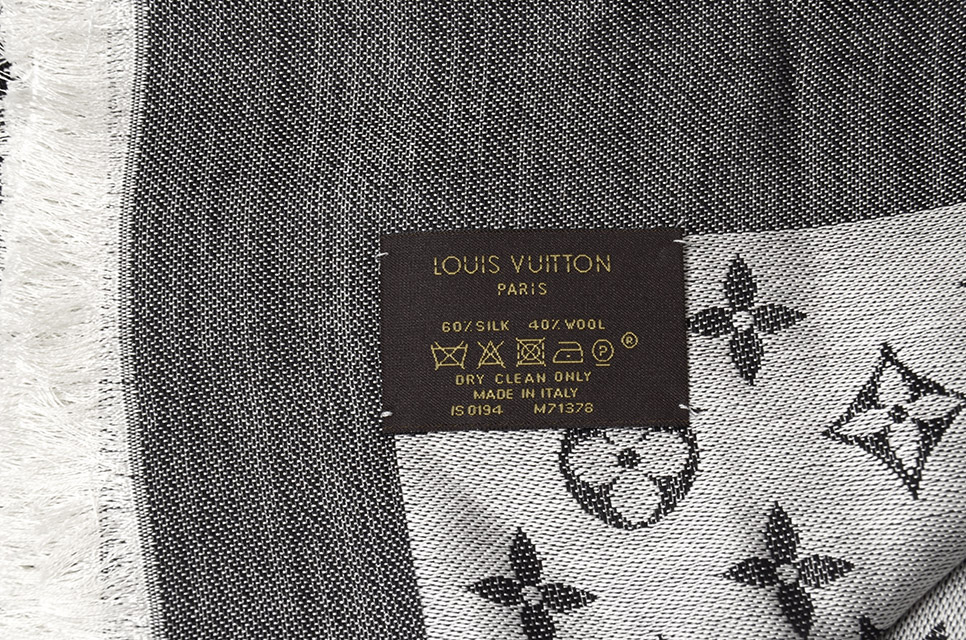 LOUIS VUITTON
PARIS
60% SILK 40% WOOL
P ®
DRY CLEAN ONLY
MADE IN ITALY
IS0194 M71378